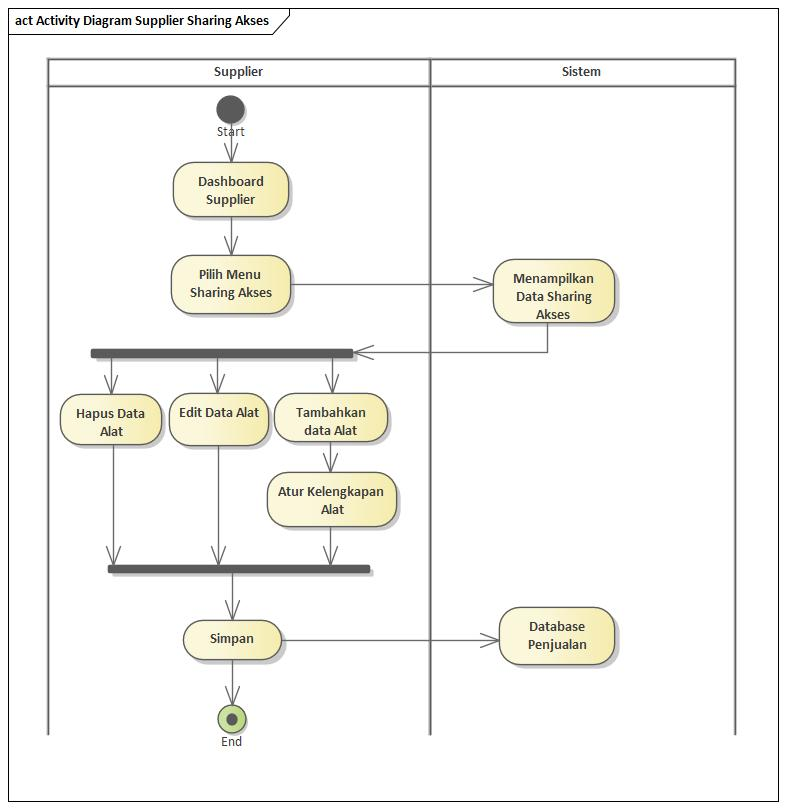 act Activity Diagram Supplier Sharing Akses
Supplier
Sistem
Start
Dashboard
Supplier
Pilih Menu
Sharing Akses
Menampilkan
Data Sharing
Akses
Hapus Data
Alat
Edit Data Alat
Tambahkan
data Alat
Atur Kelengkapan
Alat
Simpan
Database
Penjualan
End